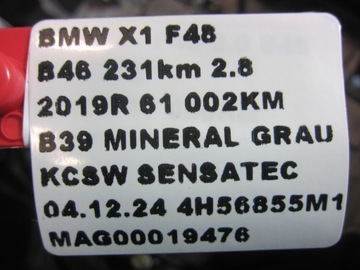 BMW X1 F48
B46 231km 2.8
2019R 61 002KM
B39 MINERAL GRAU
KCSW SENSATEC
04.12.24 4H56855M1
MAG00019476